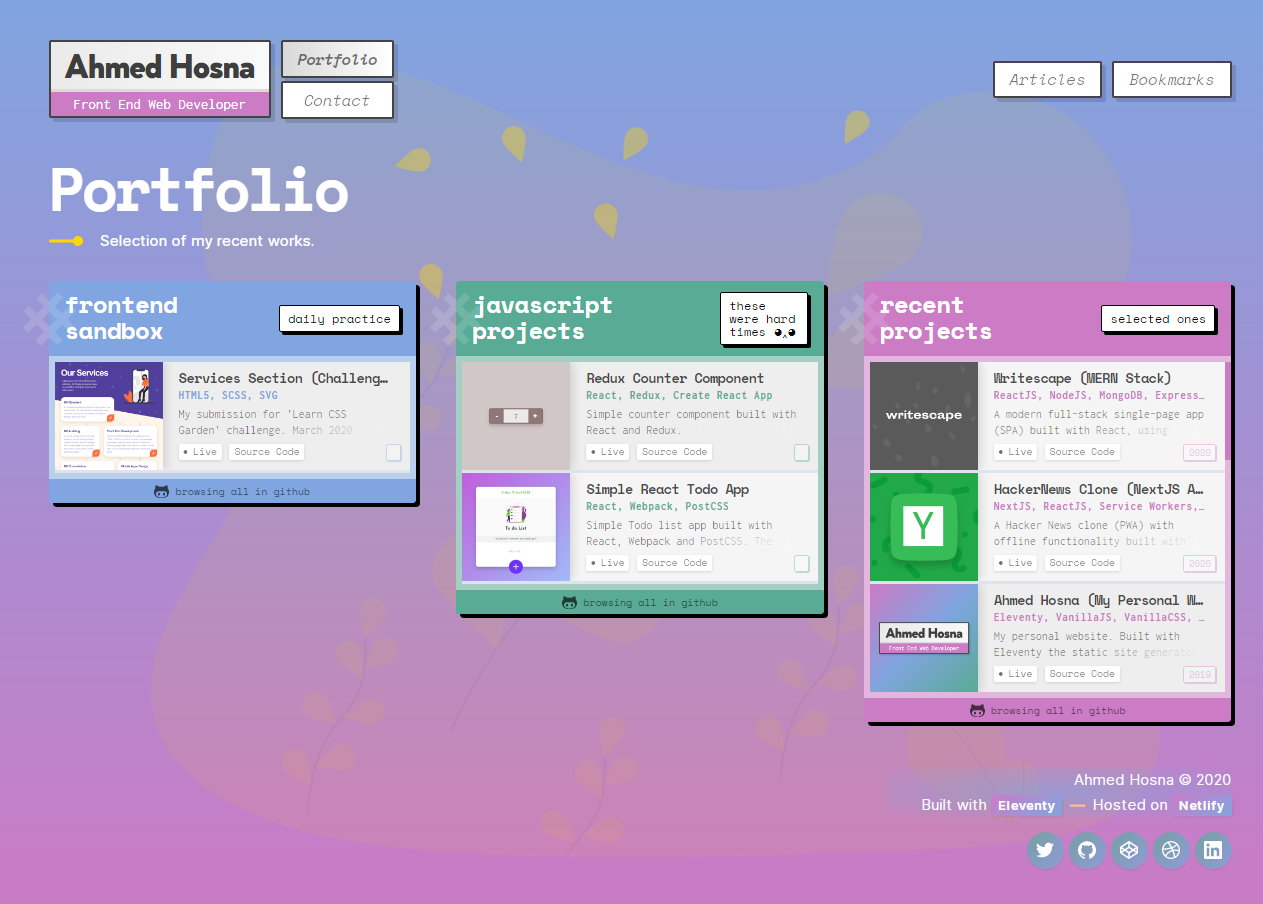 Ahmed Hosna
Front End Web Developer
Portfolio
Contact
Articles
Bookmarks
Portfolio
Selection of my recent works.
frontend
sandbox
daily practice
Our Services
Services Section (Challeng…
HTML5, SCSS, SVG
My submission for 'Learn CSS
Garden' challenge. March 2020
Live
Source Code
browsing all in github
javascript
projects
these
were hard
times
- 7 +
Redux Counter Component
React, Redux, Create React App
Simple counter component built with
React and Redux.
Live
Source Code
To do List
Simple React Todo App
React, Webpack, PostCSS
Simple Todo list app built with
React, Webpack and PostCSS. The
Live
Source Code
browsing all in github
recent
projects
selected ones
writescape
Writescape (MERN Stack)
ReactJS, NodeJS, MongoDB, Express…
A modern full-stack single-page app
(SPA) built with React, using
Live
Source Code
2020
Y
HackerNews Clone (NextJS A…
NextJS, ReactJS, Service Workers,…
A Hacker News clone (PWA) with
offline functionality built with
Live
Source Code
2020
Ahmed Hosna
Front End Web Developer
Ahmed Hosna (My Personal W…
Eleventy, VanillaJS, VanillaCSS, …
My personal website. Built with
Eleventy the static site generator
Live
Source Code
2019
browsing all in github
Ahmed Hosna © 2020
Built with Eleventy — Hosted on Netlify
in